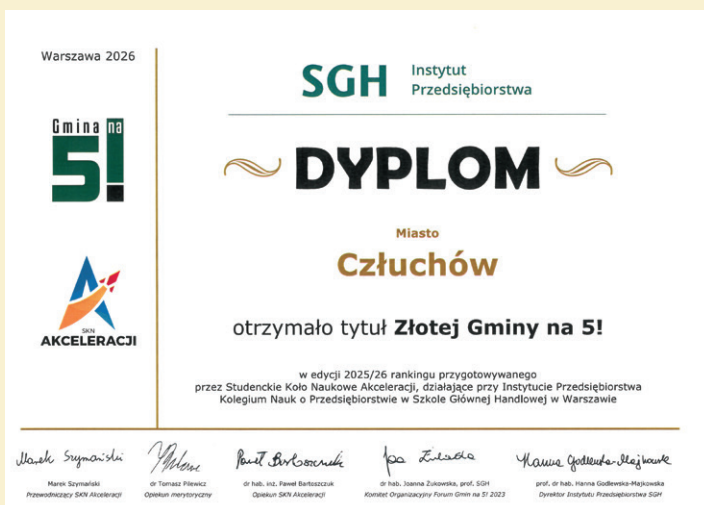 Warszawa 2026
SGH Instytut
Przedsiębiorstwa
Gmina na
5!
DYPLOM
Miasto
Człuchów
SKN
AKCELERACJI
otrzymało tytuł Złotej Gminy na 5!
w edycji 2025/26 rankingu przygotowywanego
przez Studenckie Koło Naukowe Akceleracji, działające przy Instytucie Przedsiębiorstwa
Kolegium Nauk o Przedsiębiorstwie w Szkole Głównej Handlowej w Warszawie
Marek Szymański
Marek Szymański
Przewodniczący SKN Akceleracji
dr Tomasz Pilewicz
Opiekun merytoryczny
dr hab. inż. Paweł Bartoszczuk
Opiekun SKN Akceleracji
dr hab. Joanna Żukowska, prof. SGH
Komitet Organizacyjny Forum Gmin na 5! 2023
Hanna Godlewska-Majkowska
prof. dr hab. Hanna Godlewska-Majkowska
Dyrektor Instytutu Przedsiębiorstwa SGH